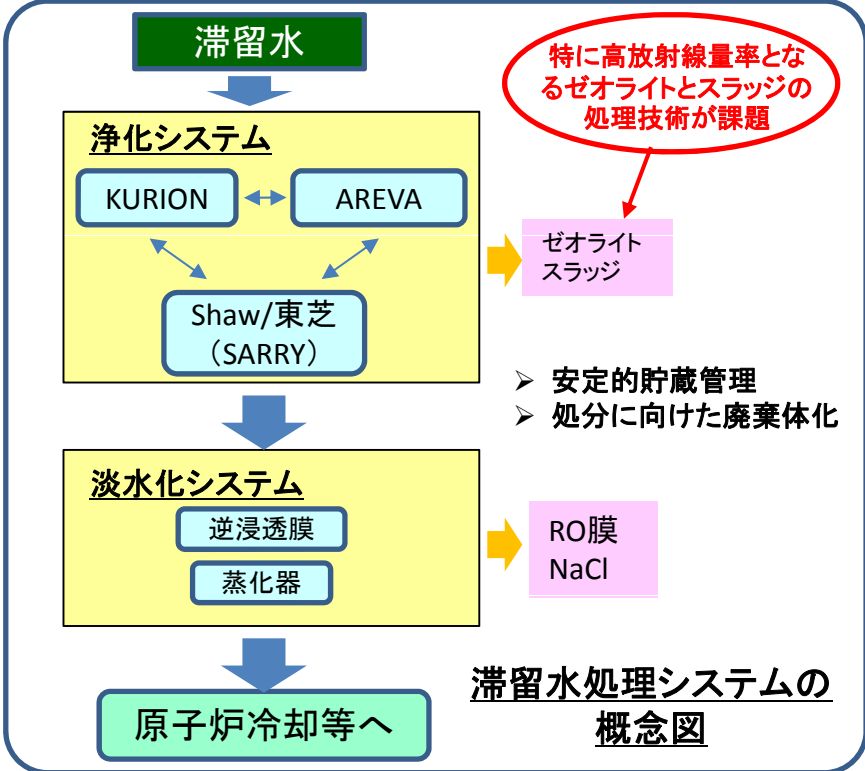 滞留水
特に高放射線量率とな
るゼオライトとスラッジの
処理技術が課題
浄化システム
KURION
AREVA
Shaw/東芝
（SARRY）
ゼオライト
スラッジ
➢ 安定的貯蔵管理
➢ 処分に向けた廃棄体化
淡水化システム
逆浸透膜
蒸化器
RO膜
NaCl
原子炉冷却等へ
滞留水処理システムの
概念図